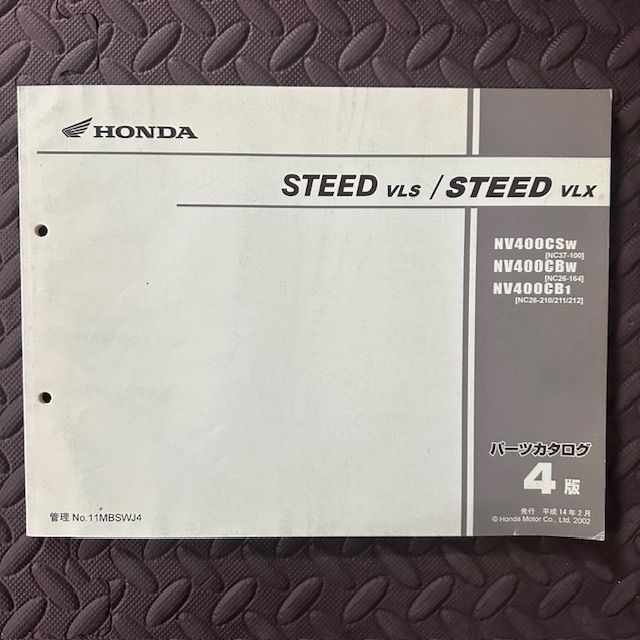 HONDA
STEED VLS / STEED VLX
NV400CSW
[NC37-100]
NV400CBW
[NC26-164]
NV400CB1
[NC26-210/211/212]
パーツカタログ
4版
発行 平成14年2月
© Honda Motor Co., Ltd. 2002
管理 No.11MBSWJ4